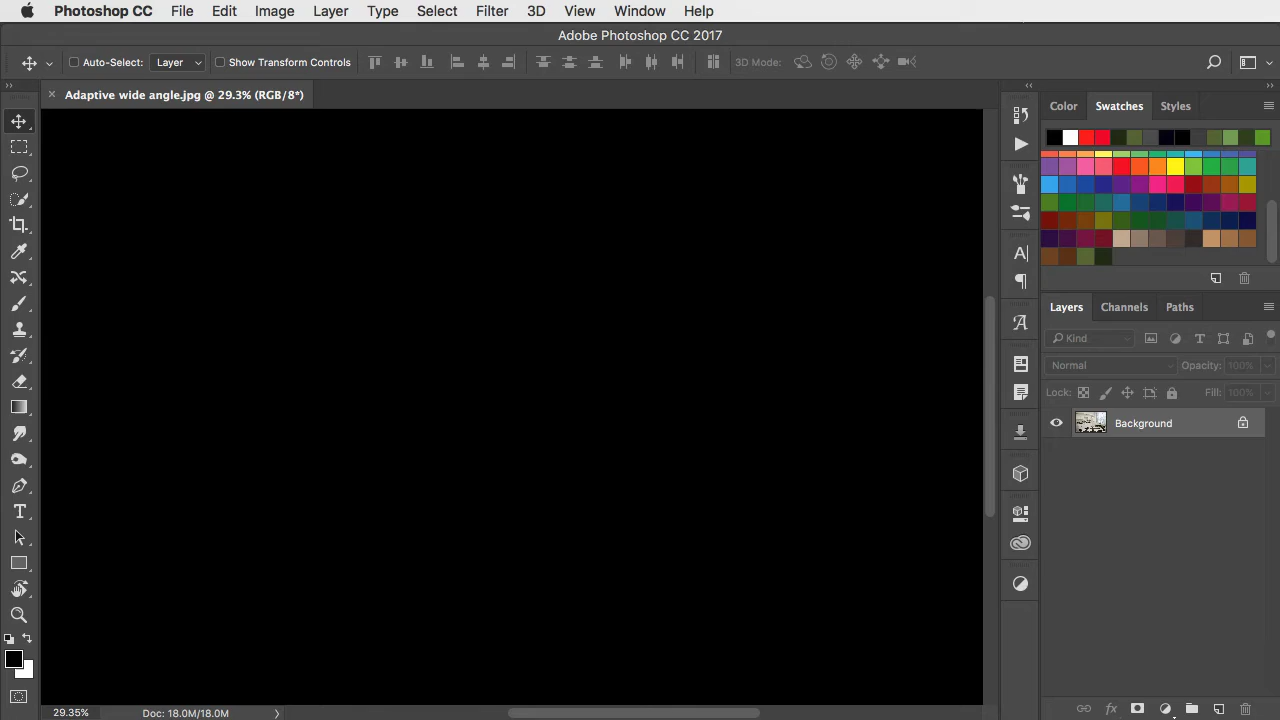 Photoshop CC File Edit Image Layer Type Select Filter 3D View Window Help
Adobe Photoshop CC 2017
Auto-Select: Layer Show Transform Controls 3D Mode:
Adaptive wide angle.jpg @ 29.3% (RGB/8*)
Color Swatches Styles
Layers Channels Paths
Kind
Normal Opacity: 100%
Lock: Fill: 100%
Background
29.35% Doc: 18.0M/18.0M